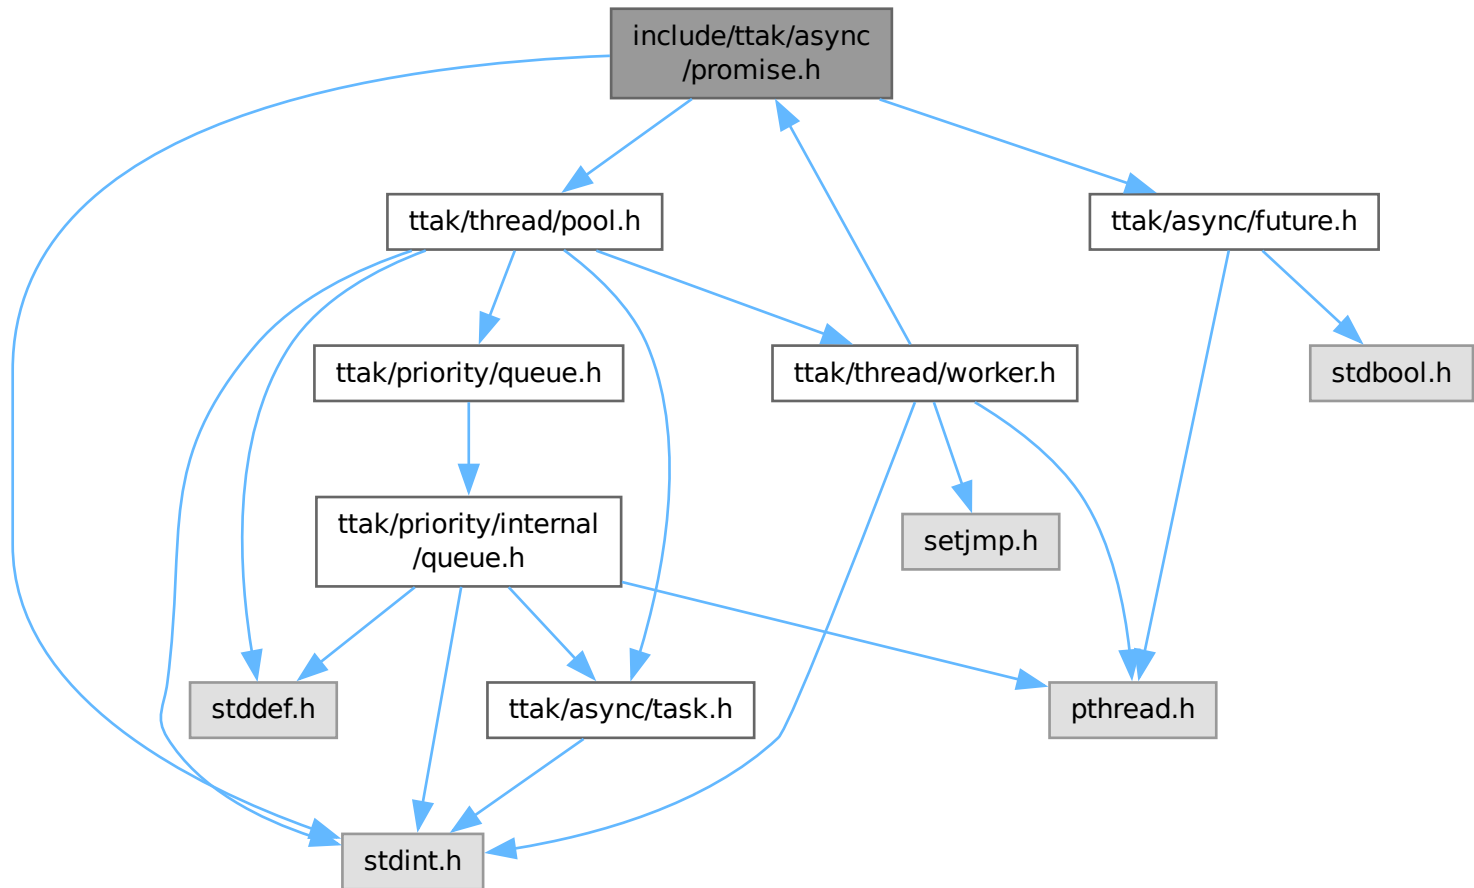 include/ttak/async
/promise.h
ttak/thread/pool.h
ttak/async/future.h
ttak/priority/queue.h
ttak/thread/worker.h
stdbool.h
ttak/priority/internal
/queue.h
setjmp.h
stddef.h
ttak/async/task.h
pthread.h
stdint.h